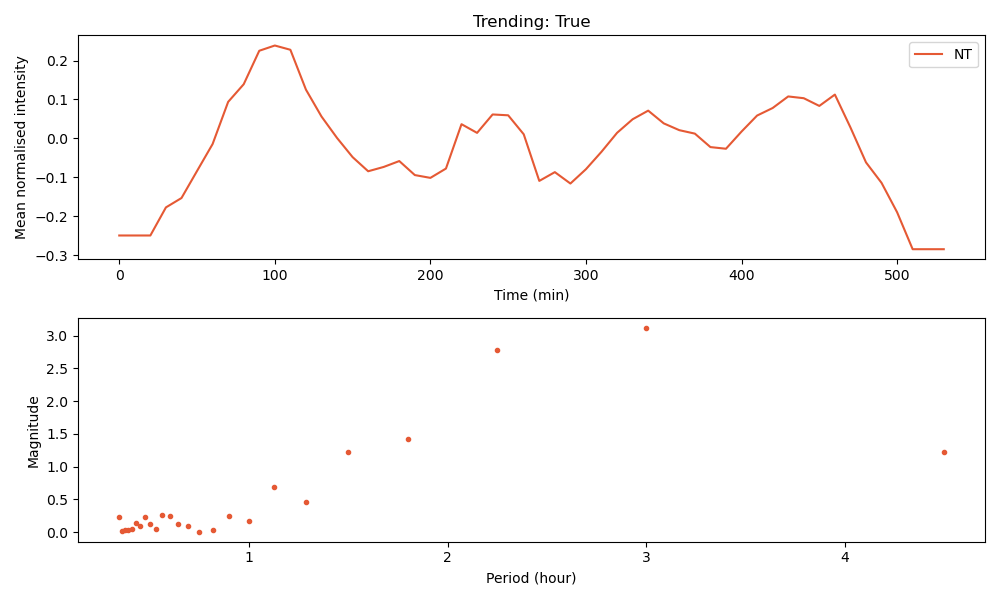 Trending: True
Mean normalised intensity
0.2
0.1
0.0
−0.1
−0.2
−0.3
NT
0 100 200 300 400 500
Time (min)
Magnitude
3.0
2.5
2.0
1.5
1.0
0.5
0.0
1 2 3 4
Period (hour)